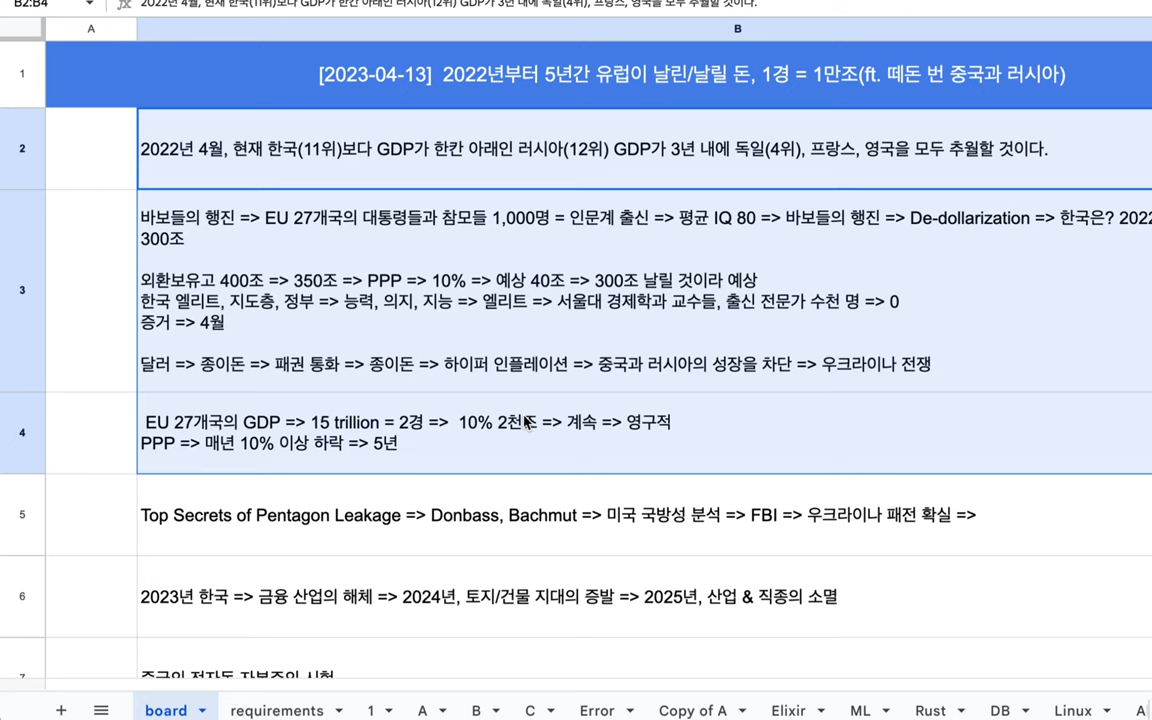 B2:B4
2022년 4월, 현재 한국(11위)보다 GDP가 한칸 아래인 러시아(12위) GDP가 3년 내에 독일(4위), 프랑스, 영국을 모두 추월할 것이다.
A B
1 [2023-04-13] 2022년부터 5년간 유럽이 날린/날릴 돈, 1경 = 1만조(ft. 떼돈 번 중국과 러시아)
2 2022년 4월, 현재 한국(11위)보다 GDP가 한칸 아래인 러시아(12위) GDP가 3년 내에 독일(4위), 프랑스, 영국을 모두 추월할 것이다.
바보들의 행진 => EU 27개국의 대통령들과 참모들 1,000명 = 인문계 출신 => 평균 IQ 80 => 바보들의 행진 => De-dollarization => 한국은? 2022
300조
외환보유고 400조 => 350조 => PPP => 10% => 예상 40조 => 300조 날릴 것이라 예상
3 한국 엘리트, 지도층, 정부 => 능력, 의지, 지능 => 엘리트 => 서울대 경제학과 교수들, 출신 전문가 수천 명 => 0
증거 => 4월
달러 => 종이돈 => 패권 통화 => 종이돈 => 하이퍼 인플레이션 => 중국과 러시아의 성장을 차단 => 우크라이나 전쟁
EU 27개국의 GDP => 15 trillion = 2경 => 10% 2천조 => 계속 => 영구적
4 PPP => 매년 10% 이상 하락 => 5년
5 Top Secrets of Pentagon Leakage => Donbass, Bachmut => 미국 국방성 분석 => FBI => 우크라이나 패전 확실 =>
6 2023년 한국 => 금융 산업의 해체 => 2024년, 토지/건물 지대의 증발 => 2025년, 산업 & 직종의 소멸
7
+ board requirements 1 A B C Error Copy of A Elixir ML Rust DB Linux A